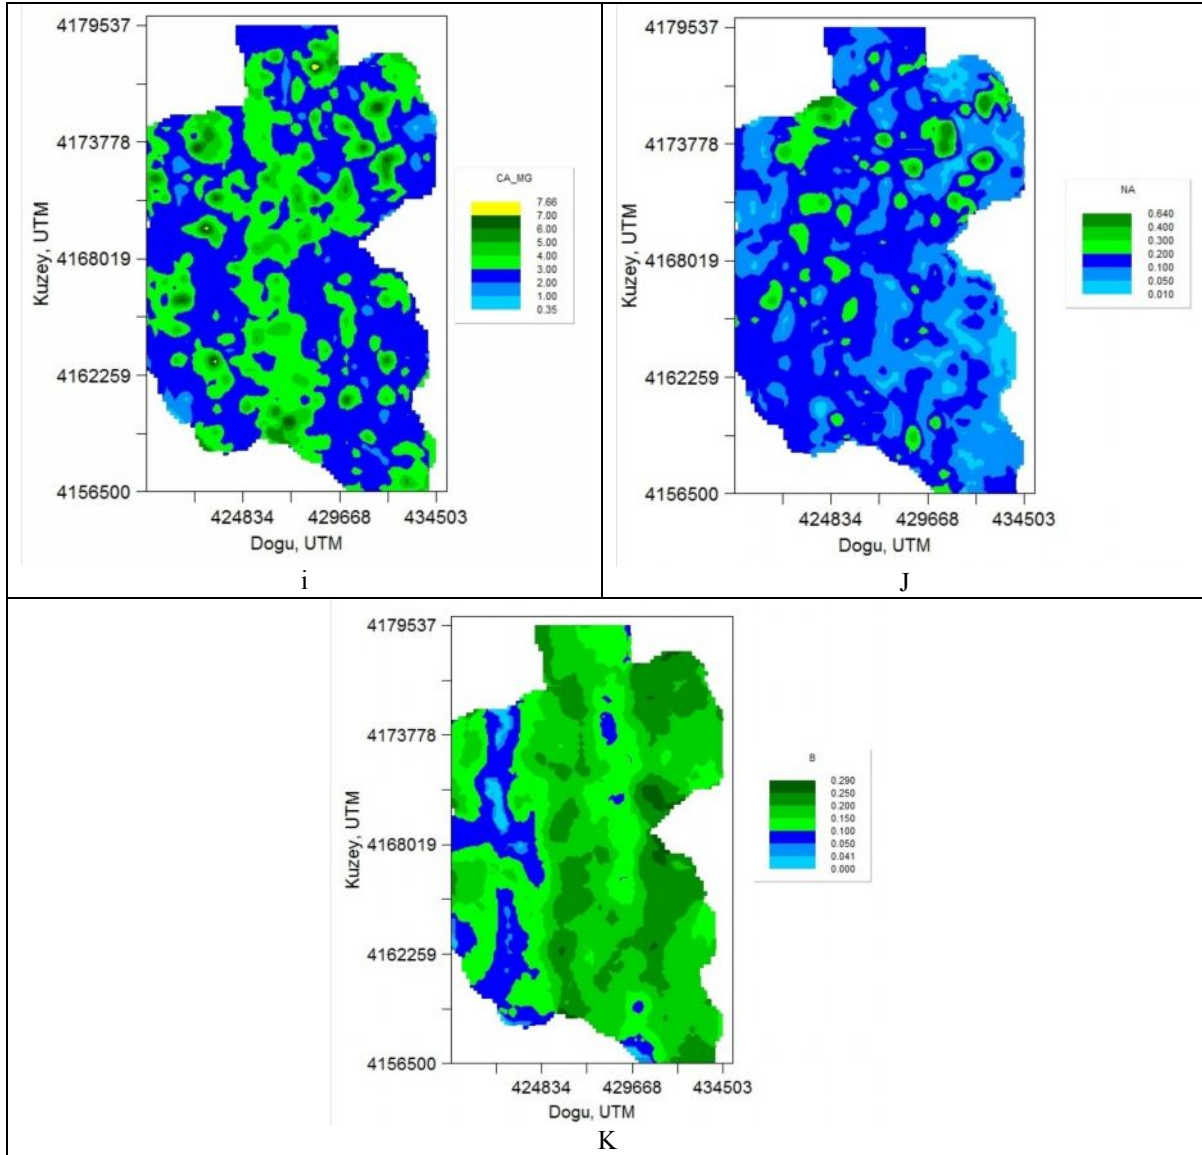 4179537
4173778
4168019
4162259
4156500
Kuzey, UTM
424834 429668 434503
Dogu, UTM
CA_MG
7.66
7.00
6.00
5.00
4.00
3.00
2.00
1.00
0.35
i
4179537
4173778
4168019
4162259
4156500
Kuzey, UTM
424834 429668 434503
Dogu, UTM
NA
0.640
0.400
0.300
0.200
0.100
0.050
0.010
J
4179537
4173778
4168019
4162259
4156500
Kuzey, UTM
424834 429668 434503
Dogu, UTM
B
0.290
0.250
0.200
0.150
0.100
0.050
0.041
0.000
K